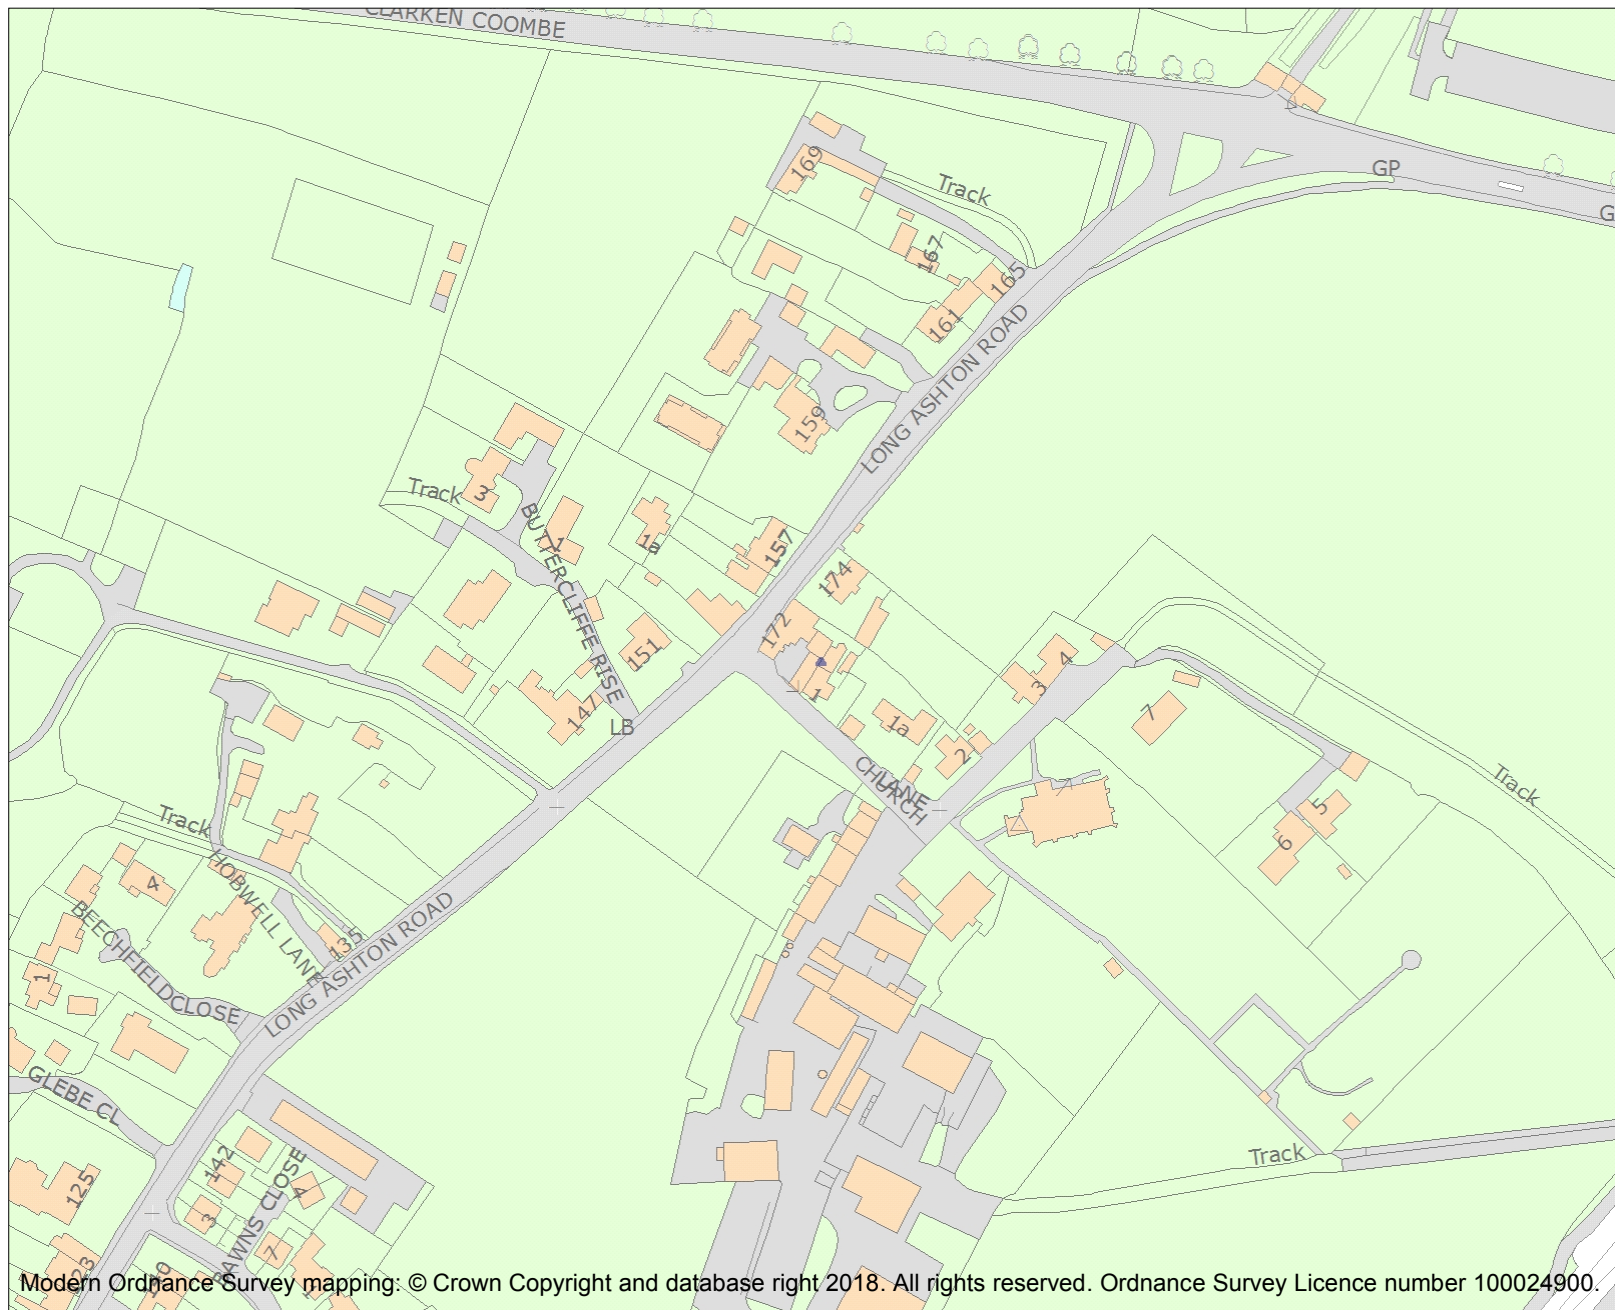 CLARKEN COOMBE
GP
169
Track
167
165
161
LONG ASHTON ROAD
159
3
Track
BUTTERCLIFFE RISE
1
1a
157
174
172
1
151
147
LB
4
3
1a
2
7
CHURCH
LANE
Track
5
6
Track
HOBWELL LANE
4
BEECHFIELD CLOSE
1
135
LONG ASHTON ROAD
GLEBE CL
Track
142
125
4
3
7
BAWNS CLOSE
Modern Ordnance Survey mapping: © Crown Copyright and database right 2018. All rights reserved. Ordnance Survey Licence number 100024900.